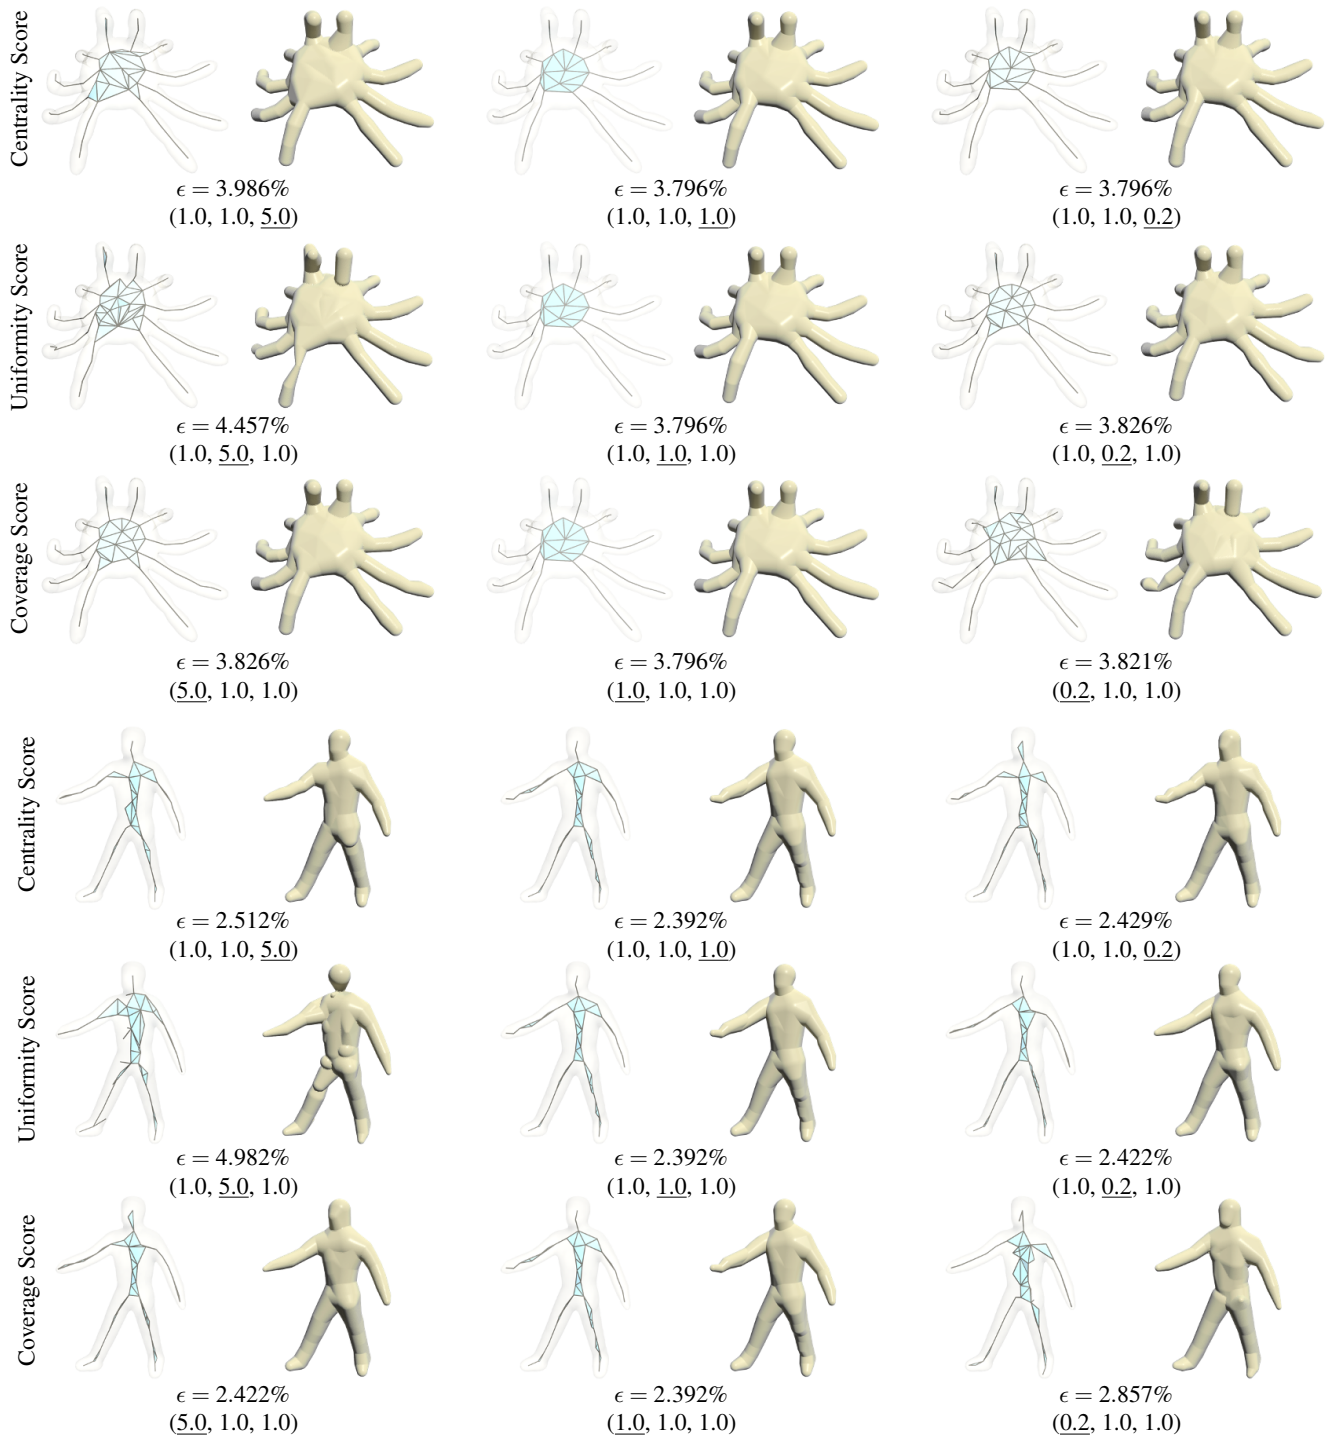 Centrality Score
ϵ = 3.986% ϵ = 3.796% ϵ = 3.796%
(1.0, 1.0, 5.0) (1.0, 1.0, 1.0) (1.0, 1.0, 0.2)
Uniformity Score
ϵ = 4.457% ϵ = 3.796% ϵ = 3.826%
(1.0, 5.0, 1.0) (1.0, 1.0, 1.0) (1.0, 0.2, 1.0)
Coverage Score
ϵ = 3.826% ϵ = 3.796% ϵ = 3.821%
(5.0, 1.0, 1.0) (1.0, 1.0, 1.0) (0.2, 1.0, 1.0)
Centrality Score
ϵ = 2.512% ϵ = 2.392% ϵ = 2.429%
(1.0, 1.0, 5.0) (1.0, 1.0, 1.0) (1.0, 1.0, 0.2)
Uniformity Score
ϵ = 4.982% ϵ = 2.392% ϵ = 2.422%
(1.0, 5.0, 1.0) (1.0, 1.0, 1.0) (1.0, 0.2, 1.0)
Coverage Score
ϵ = 2.422% ϵ = 2.392% ϵ = 2.857%
(5.0, 1.0, 1.0) (1.0, 1.0, 1.0) (0.2, 1.0, 1.0)